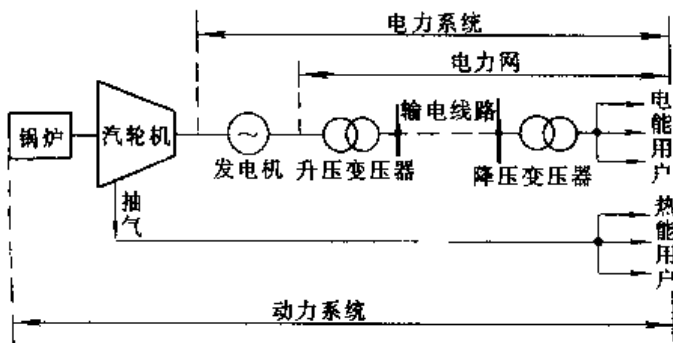 电力系统
电力网
输电线路
锅炉
汽轮机
~
发电机
升压变压器
降压变压器
电能用户
抽气
热能用户
动力系统